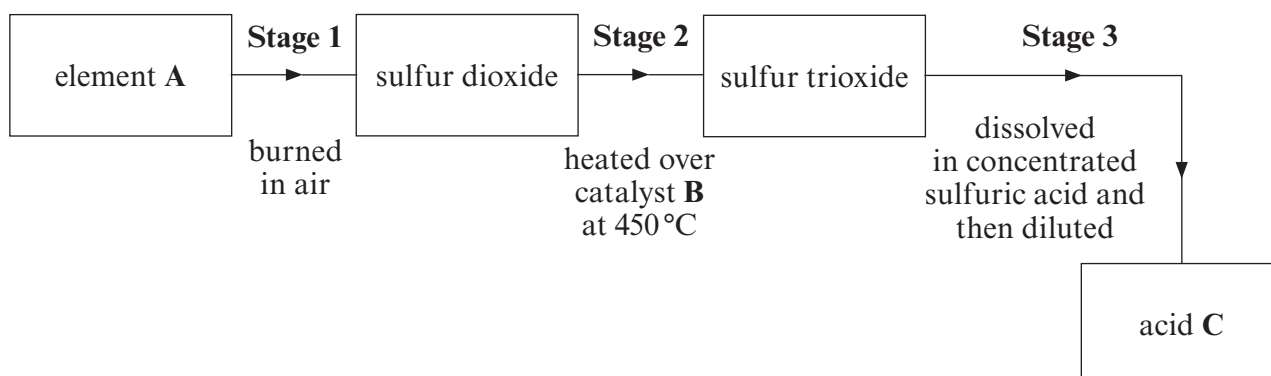 Stage 1
Stage 2
Stage 3
element A
sulfur dioxide
sulfur trioxide
burned
in air
heated over
catalyst B
at 450 °C
dissolved
in concentrated
sulfuric acid and
then diluted
acid C